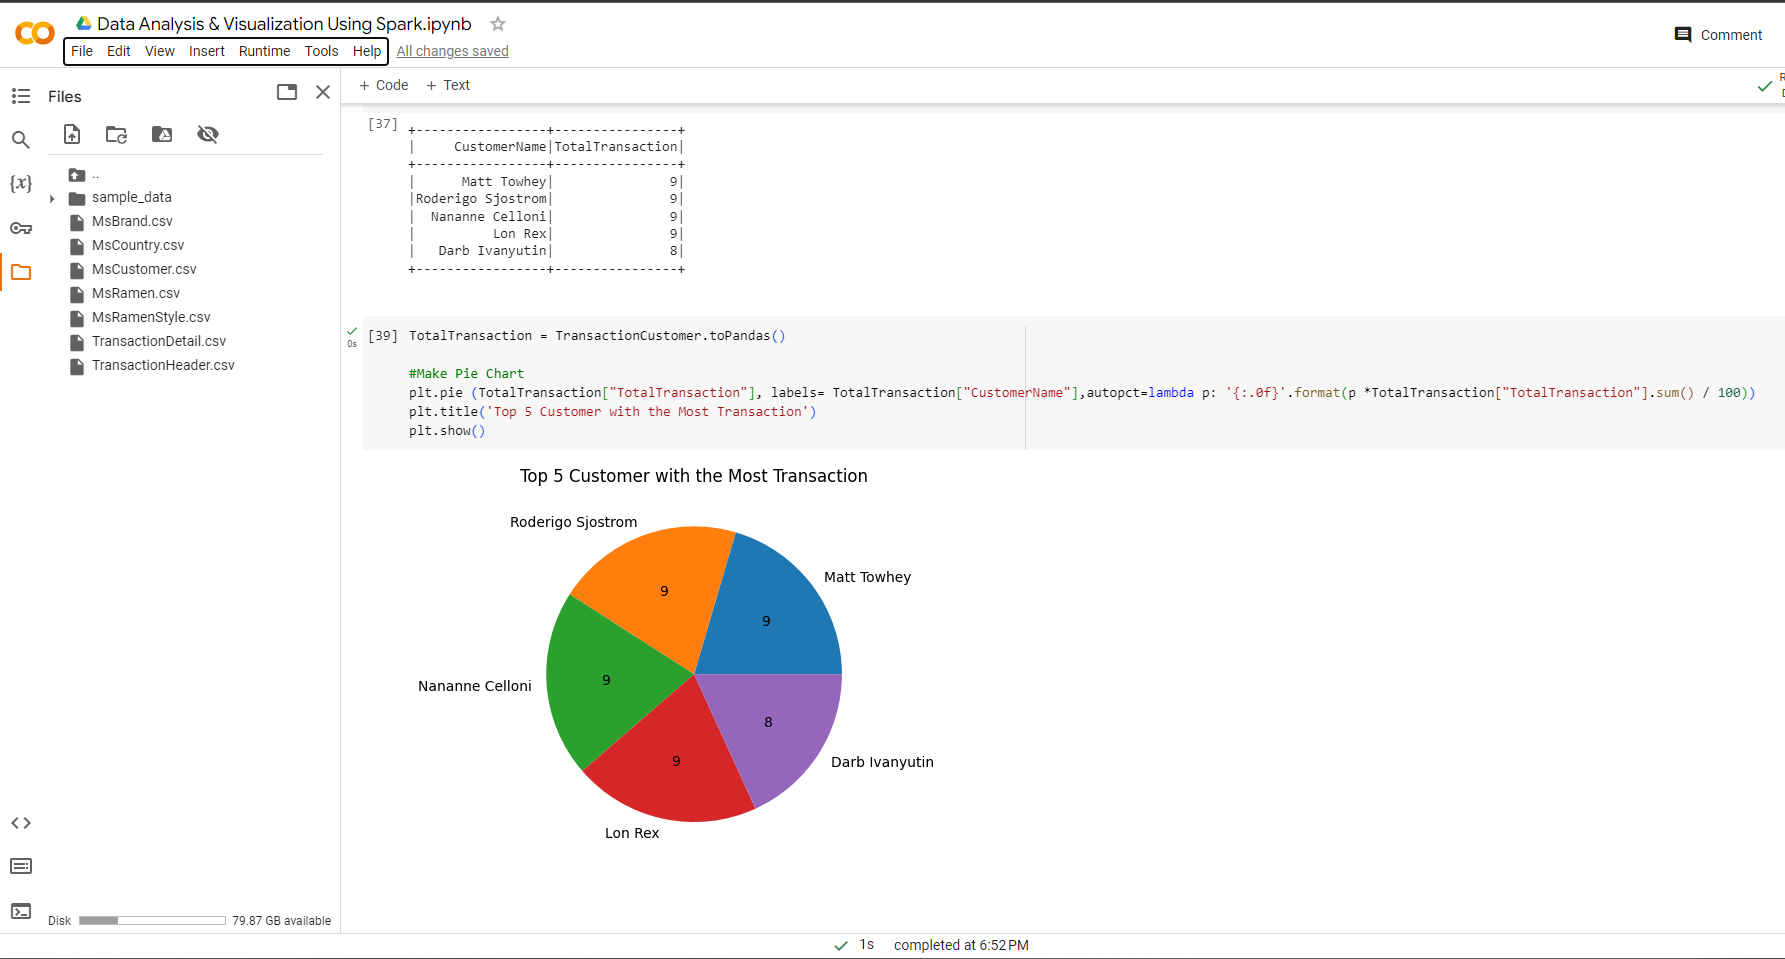 Data Analysis & Visualization Using Spark.ipynb
File Edit View Insert Runtime Tools Help All changes saved
Comment
Files
+ Code + Text
..
sample_data
MsBrand.csv
MsCountry.csv
MsCustomer.csv
MsRamen.csv
MsRamenStyle.csv
TransactionDetail.csv
TransactionHeader.csv
Disk 79.87 GB available
[37]
+-----------------+----------------+
|     CustomerName|TotalTransaction|
+-----------------+----------------+
|      Matt Towhey|               9|
|Roderigo Sjostrom|               9|
|  Nananne Celloni|               9|
|          Lon Rex|               9|
|   Darb Ivanyutin|               8|
+-----------------+----------------+
0s
[39] TotalTransaction = TransactionCustomer.toPandas()
#Make Pie Chart
plt.pie (TotalTransaction["TotalTransaction"], labels= TotalTransaction["CustomerName"],autopct=lambda p: '{:.0f}'.format(p *TotalTransaction["TotalTransaction"].sum() / 100))
plt.title('Top 5 Customer with the Most Transaction')
plt.show()
Top 5 Customer with the Most Transaction
Roderigo Sjostrom
Matt Towhey
9
9
Nananne Celloni
9
8
9
Darb Ivanyutin
Lon Rex
1s completed at 6:52 PM